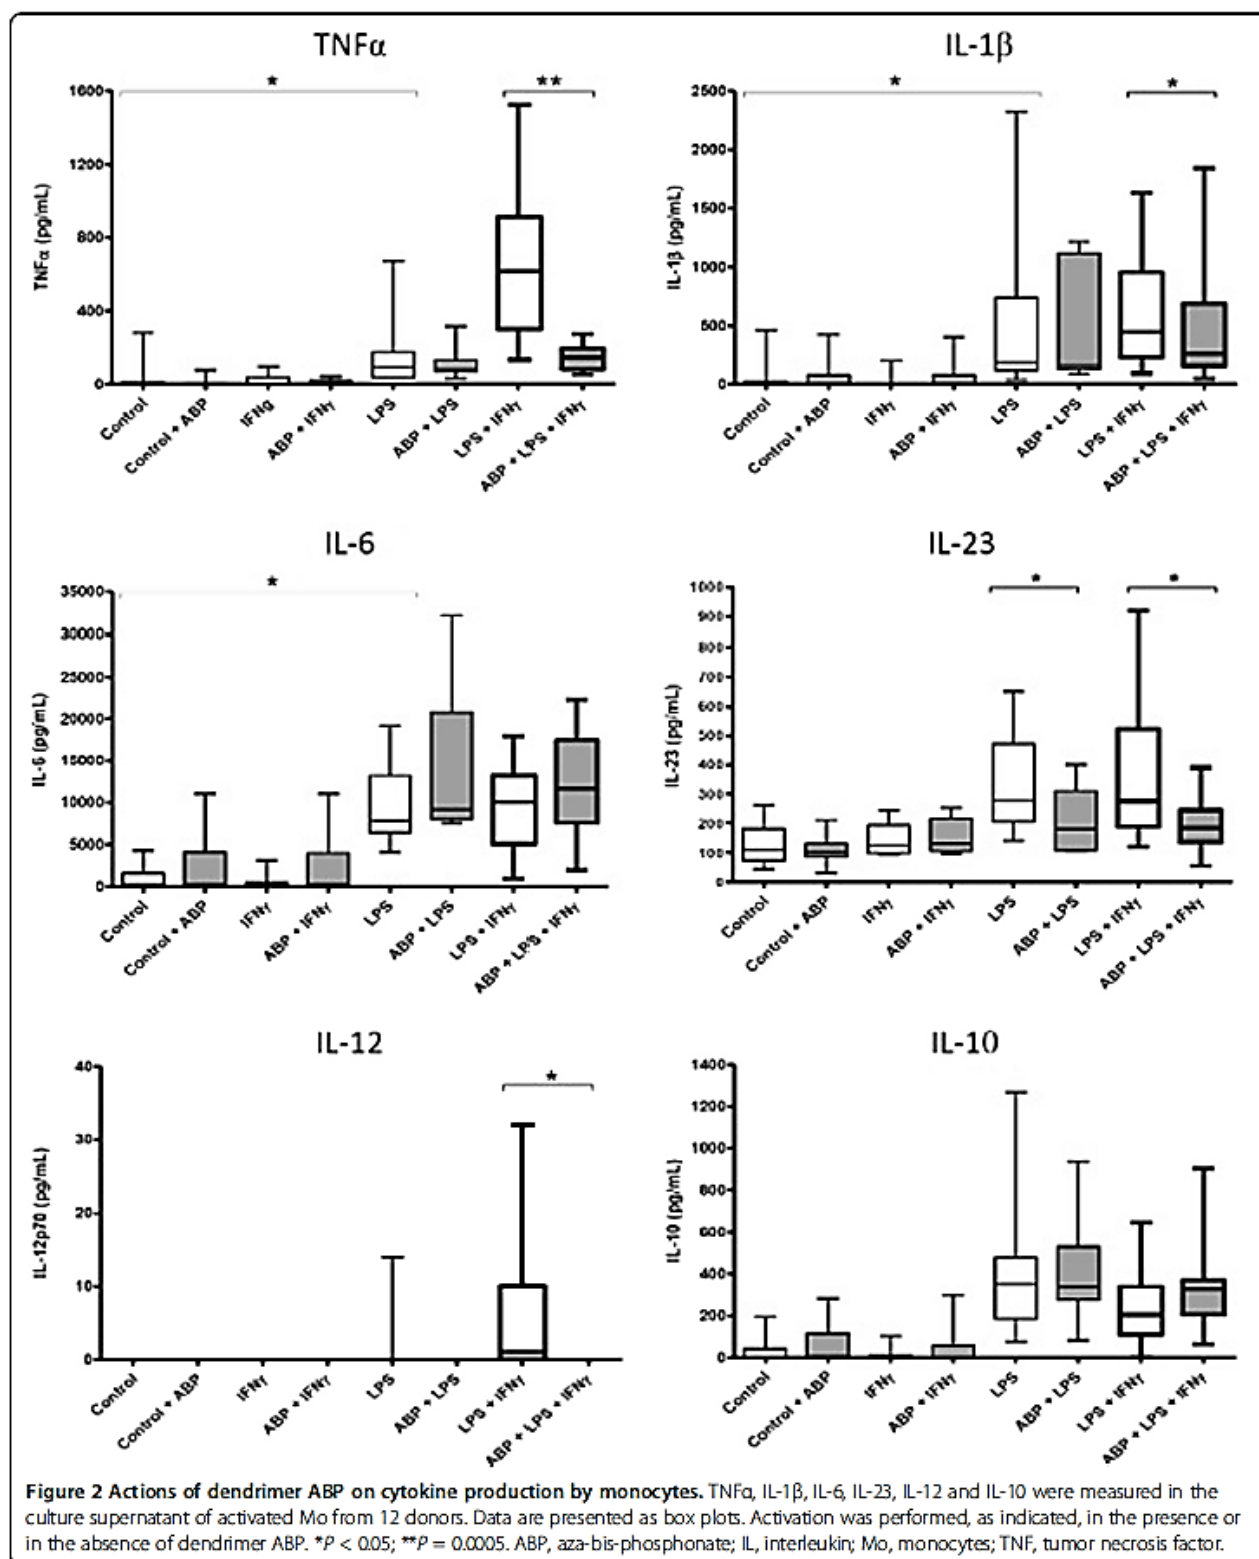 TNFα
*
**
1600
1200
800
400
0
TNFα (pg/mL)
Control
Control + ABP
IFNg
ABP + IFNγ
LPS
ABP + LPS
LPS + IFNγ
ABP + LPS + IFNγ
IL-1β
*
*
2500
2000
1500
1000
500
0
IL-1β (pg/mL)
Control
Control + ABP
IFNγ
ABP + IFNγ
LPS
ABP + LPS
LPS + IFNγ
ABP + LPS + IFNγ
IL-6
*
35000
30000
25000
20000
15000
10000
5000
0
IL-6 (pg/mL)
Control
Control + ABP
IFNγ
ABP + IFNγ
LPS
ABP + LPS
LPS + IFNγ
ABP + LPS + IFNγ
IL-23
*
*
1000
900
800
700
600
500
400
300
200
100
0
IL-23 (pg/mL)
Control
Control + ABP
IFNγ
ABP + IFNγ
LPS
ABP + LPS
LPS + IFNγ
ABP + LPS + IFNγ
IL-12
*
40
30
20
10
0
IL-12p70 (pg/mL)
Control
Control + ABP
IFNγ
ABP + IFNγ
LPS
ABP + LPS
LPS + IFNγ
ABP + LPS + IFNγ
IL-10
1400
1200
1000
800
600
400
200
0
IL-10 (pg/mL)
Control
Control + ABP
IFNγ
ABP + IFNγ
LPS
ABP + LPS
LPS + IFNγ
ABP + LPS + IFNγ
Figure 2 Actions of dendrimer ABP on cytokine production by monocytes. TNFα, IL-1β, IL-6, IL-23, IL-12 and IL-10 were measured in the
culture supernatant of activated Mo from 12 donors. Data are presented as box plots. Activation was performed, as indicated, in the presence or
in the absence of dendrimer ABP. *P < 0.05; **P = 0.0005. ABP, aza-bis-phosphonate; IL, interleukin; Mo, monocytes; TNF, tumor necrosis factor.